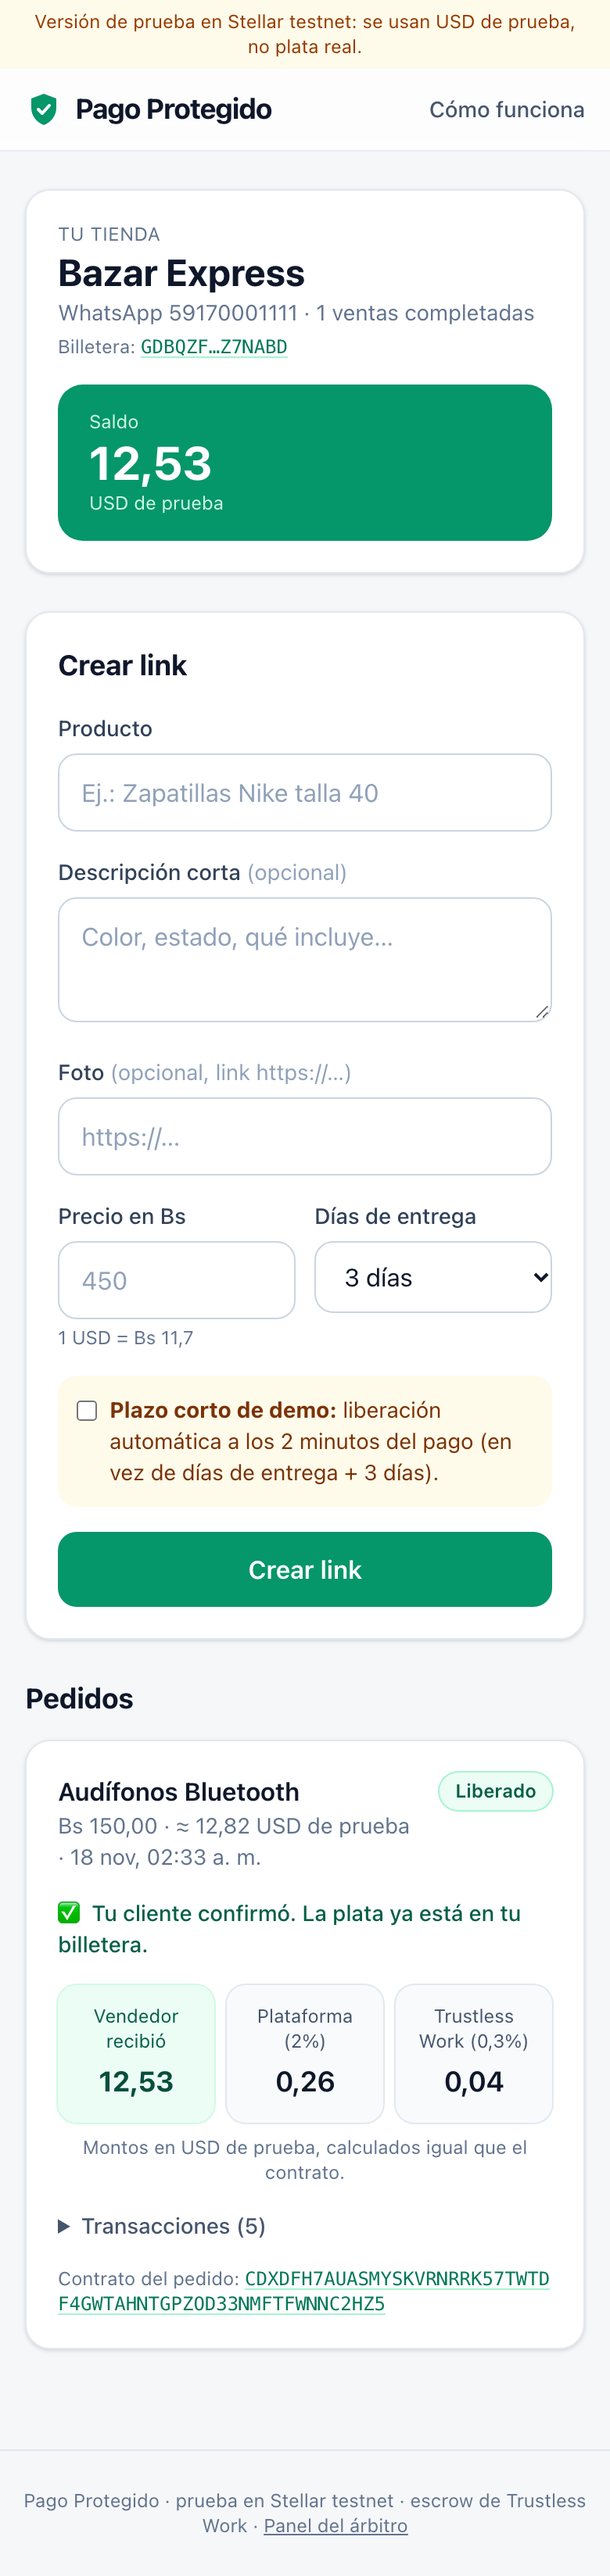 Versión de prueba en Stellar testnet: se usan USD de prueba,
no plata real.
Pago Protegido
Cómo funciona
TU TIENDA
Bazar Express
WhatsApp 59170001111 · 1 ventas completadas
Billetera: GDBQZF…Z7NABD
Saldo
12,53
USD de prueba
Crear link
Producto
Ej.: Zapatillas Nike talla 40
Descripción corta (opcional)
Color, estado, qué incluye…
Foto (opcional, link https://…)
https://…
Precio en Bs
Días de entrega
450
3 días
1 USD = Bs 11,7
Plazo corto de demo: liberación
automática a los 2 minutos del pago (en
vez de días de entrega + 3 días).
Crear link
Pedidos
Audífonos Bluetooth
Liberado
Bs 150,00 · ≈ 12,82 USD de prueba
· 18 nov, 02:33 a. m.
✅ Tu cliente confirmó. La plata ya está en tu
billetera.
Vendedor
recibió
12,53
Plataforma
(2%)
0,26
Trustless
Work (0,3%)
0,04
Montos en USD de prueba, calculados igual que el
contrato.
Transacciones (5)
Contrato del pedido: CDXDFH7AUASMYSKVRNRRK57TWTD
F4GWTAHNTGPZOD33NMFTFWNNC2HZ5
Pago Protegido · prueba en Stellar testnet · escrow de Trustless
Work · Panel del árbitro